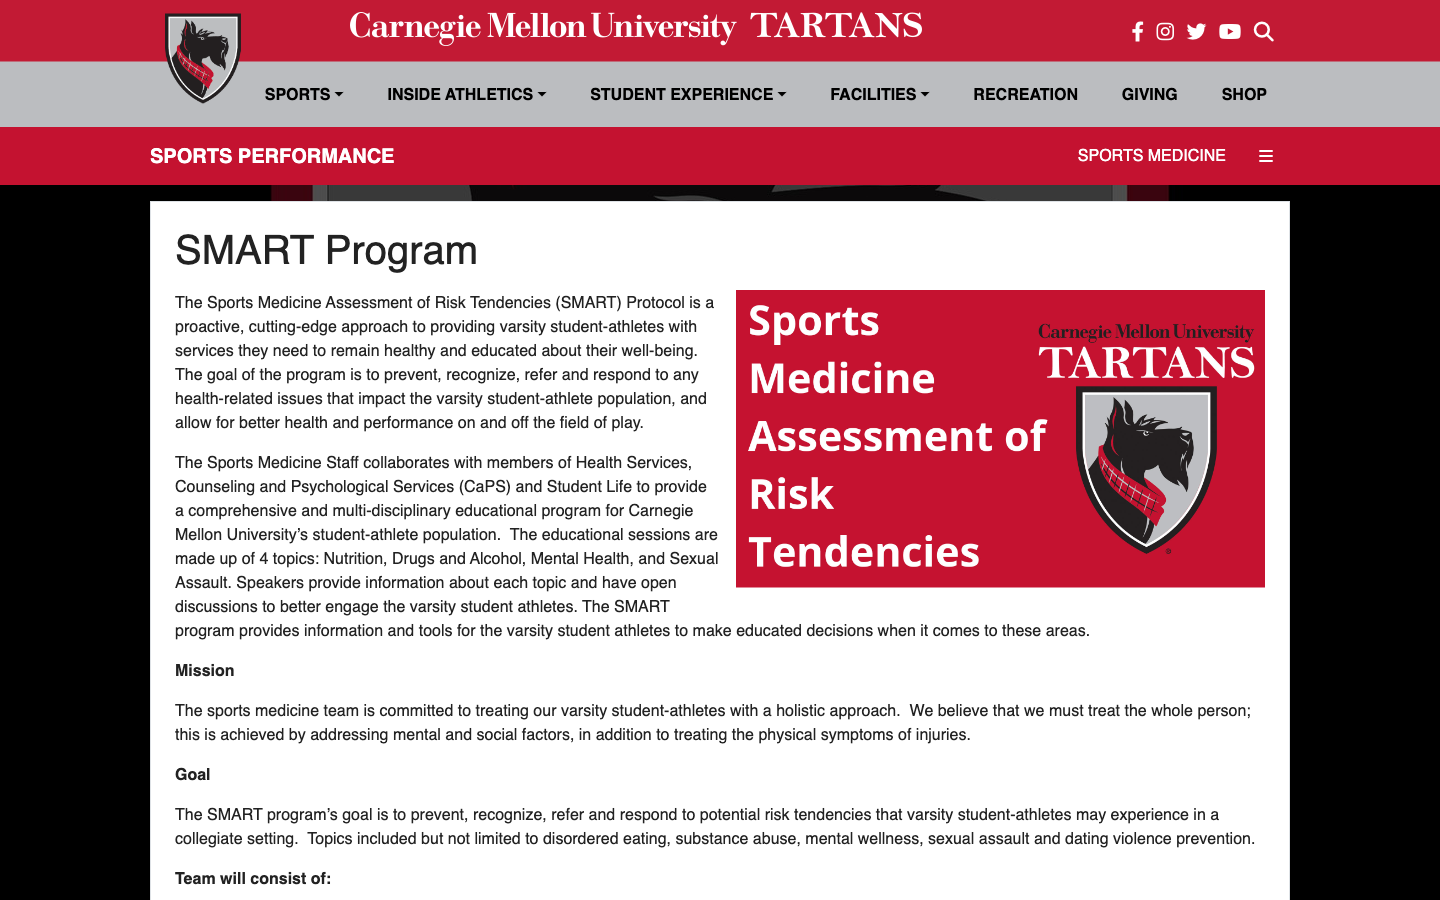 Carnegie Mellon University TARTANS
SPORTS INSIDE ATHLETICS STUDENT EXPERIENCE FACILITIES RECREATION GIVING SHOP
SPORTS PERFORMANCE
SPORTS MEDICINE
SMART Program
The Sports Medicine Assessment of Risk Tendencies (SMART) Protocol is a
proactive, cutting-edge approach to providing varsity student-athletes with
services they need to remain healthy and educated about their well-being.
The goal of the program is to prevent, recognize, refer and respond to any
health-related issues that impact the varsity student-athlete population, and
allow for better health and performance on and off the field of play.
Sports
Medicine
Assessment of
Risk
Tendencies
Carnegie Mellon University
TARTANS
The Sports Medicine Staff collaborates with members of Health Services,
Counseling and Psychological Services (CaPS) and Student Life to provide
a comprehensive and multi-disciplinary educational program for Carnegie
Mellon University’s student-athlete population.  The educational sessions are
made up of 4 topics: Nutrition, Drugs and Alcohol, Mental Health, and Sexual
Assault. Speakers provide information about each topic and have open
discussions to better engage the varsity student athletes. The SMART
program provides information and tools for the varsity student athletes to make educated decisions when it comes to these areas.
Mission
The sports medicine team is committed to treating our varsity student-athletes with a holistic approach.  We believe that we must treat the whole person;
this is achieved by addressing mental and social factors, in addition to treating the physical symptoms of injuries.
Goal
The SMART program’s goal is to prevent, recognize, refer and respond to potential risk tendencies that varsity student-athletes may experience in a
collegiate setting.  Topics included but not limited to disordered eating, substance abuse, mental wellness, sexual assault and dating violence prevention.
Team will consist of: